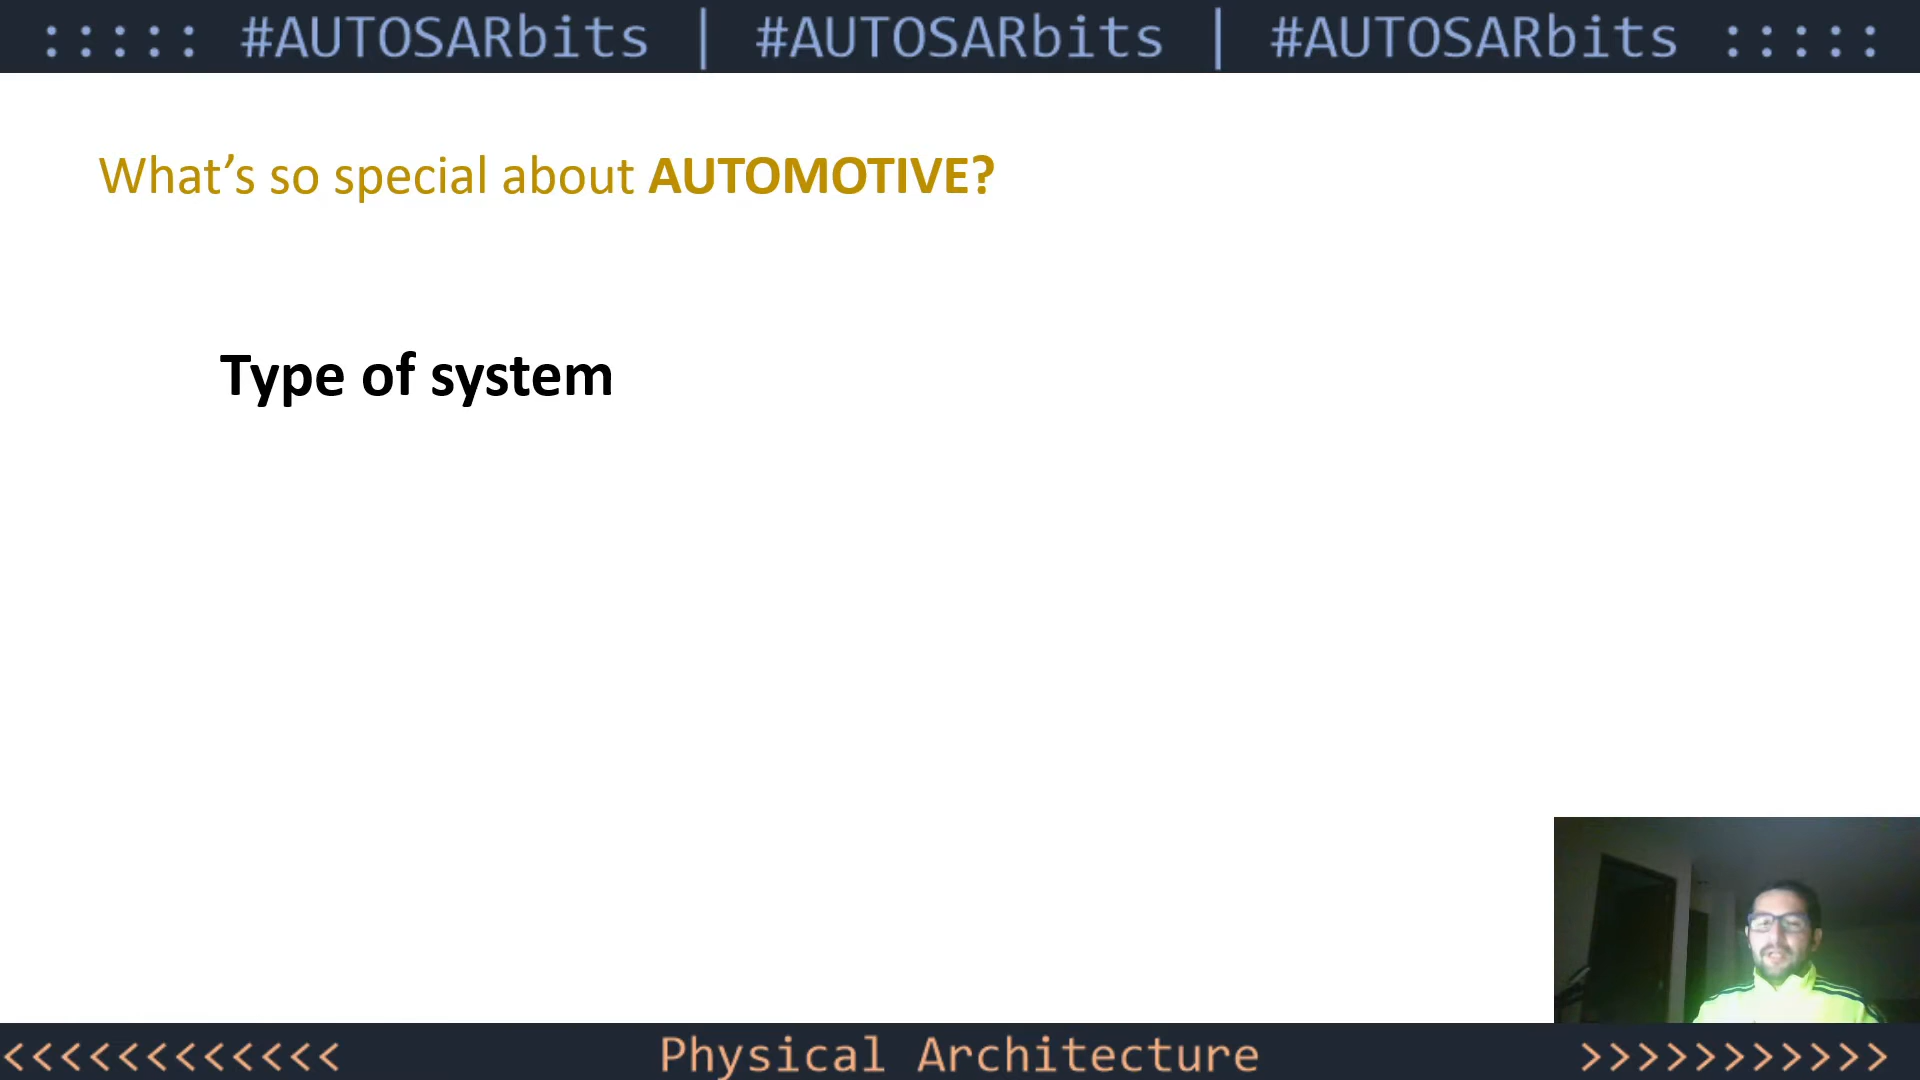 ::::: #AUTOSARbits | #AUTOSARbits | #AUTOSARbits :::::
What’s so special about AUTOMOTIVE?
Type of system
<<<<<<<<<<<< Physical Architecture >>>>>>>>>>>